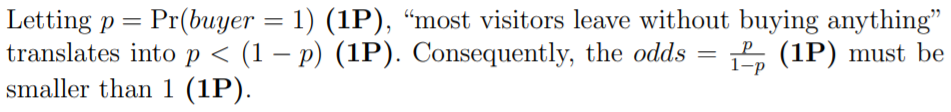 Letting p = Pr(buyer = 1) (1P), “most visitors leave without buying anything”
translates into p < (1 − p) (1P). Consequently, the odds = p/1−p (1P) must be
smaller than 1 (1P).